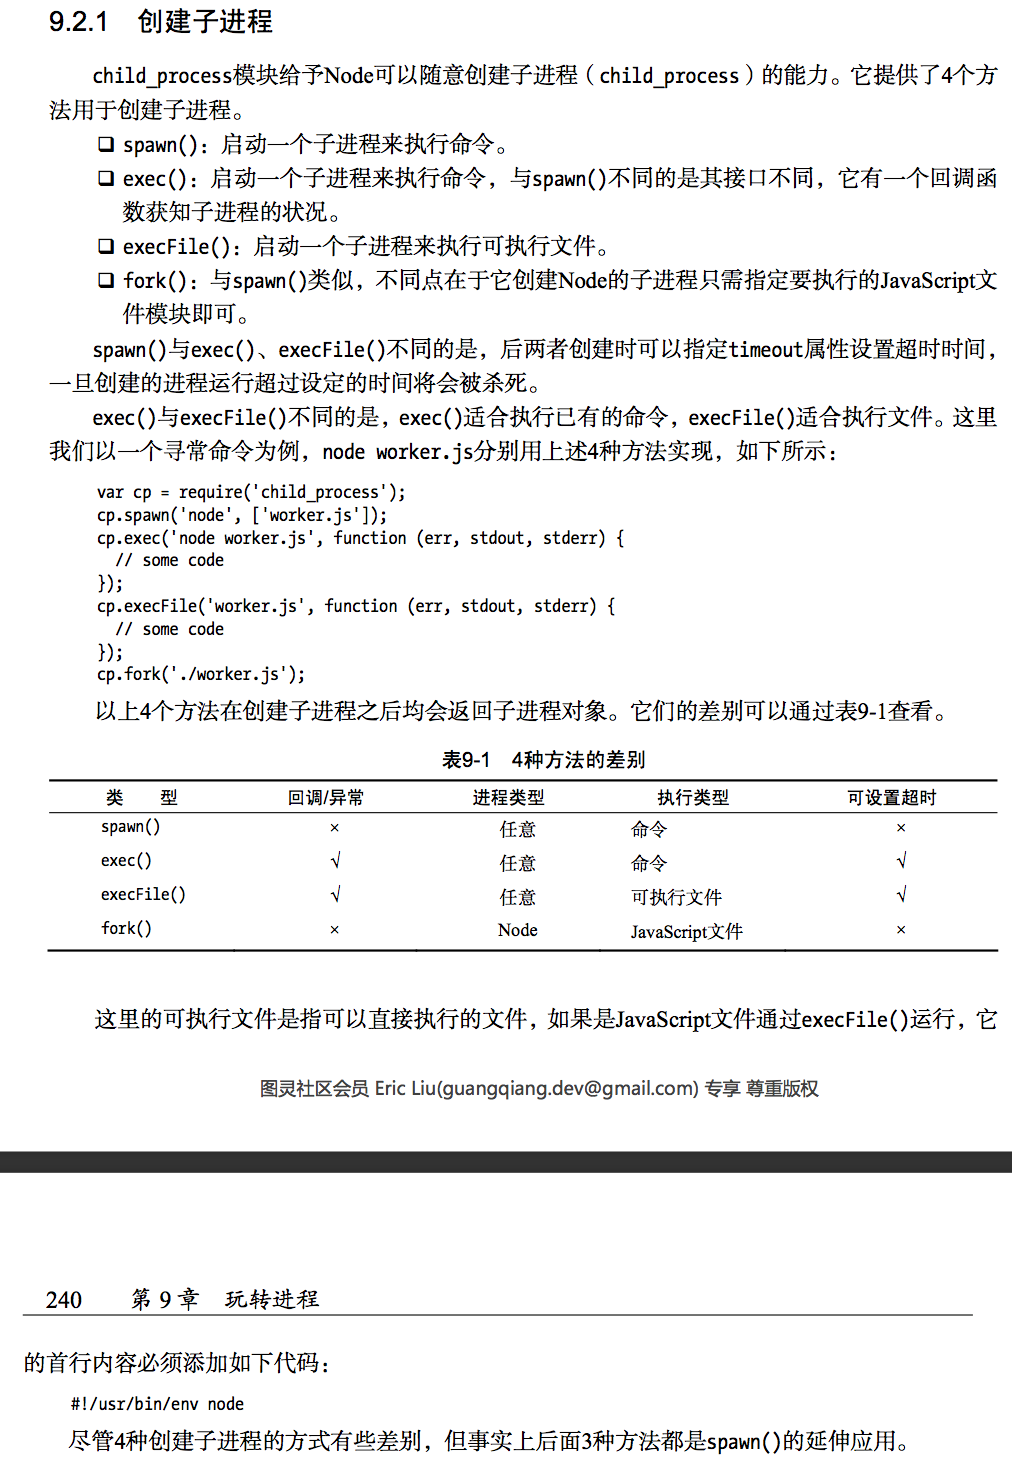 9.2.1 创建子进程
child_process模块给予Node可以随意创建子进程（child_process）的能力。它提供了4个方
法用于创建子进程。
❑ spawn()：启动一个子进程来执行命令。
❑ exec()：启动一个子进程来执行命令，与spawn()不同的是其接口不同，它有一个回调函
数获知子进程的状况。
❑ execFile()：启动一个子进程来执行可执行文件。
❑ fork()：与spawn()类似，不同点在于它创建Node的子进程只需指定要执行的JavaScript文
件模块即可。
spawn()与exec()、execFile()不同的是，后两者创建时可以指定timeout属性设置超时时间，
一旦创建的进程运行超过设定的时间将会被杀死。
exec()与execFile()不同的是，exec()适合执行已有的命令，execFile()适合执行文件。这里
我们以一个寻常命令为例，node worker.js分别用上述4种方法实现，如下所示：
var cp = require('child_process');
cp.spawn('node', ['worker.js']);
cp.exec('node worker.js', function (err, stdout, stderr) {
  // some code
});
cp.execFile('worker.js', function (err, stdout, stderr) {
  // some code
});
cp.fork('./worker.js');
以上4个方法在创建子进程之后均会返回子进程对象。它们的差别可以通过表9-1查看。
表9-1 4种方法的差别
类 型 回调/异常 进程类型 执行类型 可设置超时
spawn() × 任意 命令 ×
exec() √ 任意 命令 √
execFile() √ 任意 可执行文件 √
fork() × Node JavaScript文件 ×
这里的可执行文件是指可以直接执行的文件，如果是JavaScript文件通过execFile()运行，它
图灵社区会员 Eric Liu(guangqiang.dev@gmail.com) 专享 尊重版权
240 第 9 章 玩转进程
的首行内容必须添加如下代码：
#!/usr/bin/env node
尽管4种创建子进程的方式有些差别，但事实上后面3种方法都是spawn()的延伸应用。